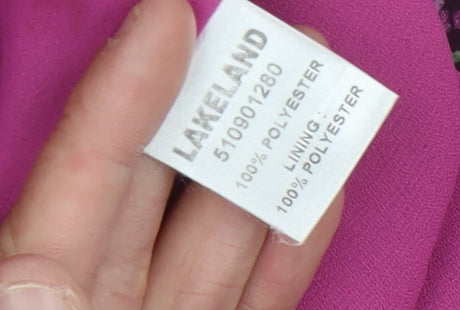 LAKELAND
510901280
100% POLYESTER
LINING :
100% POLYESTER